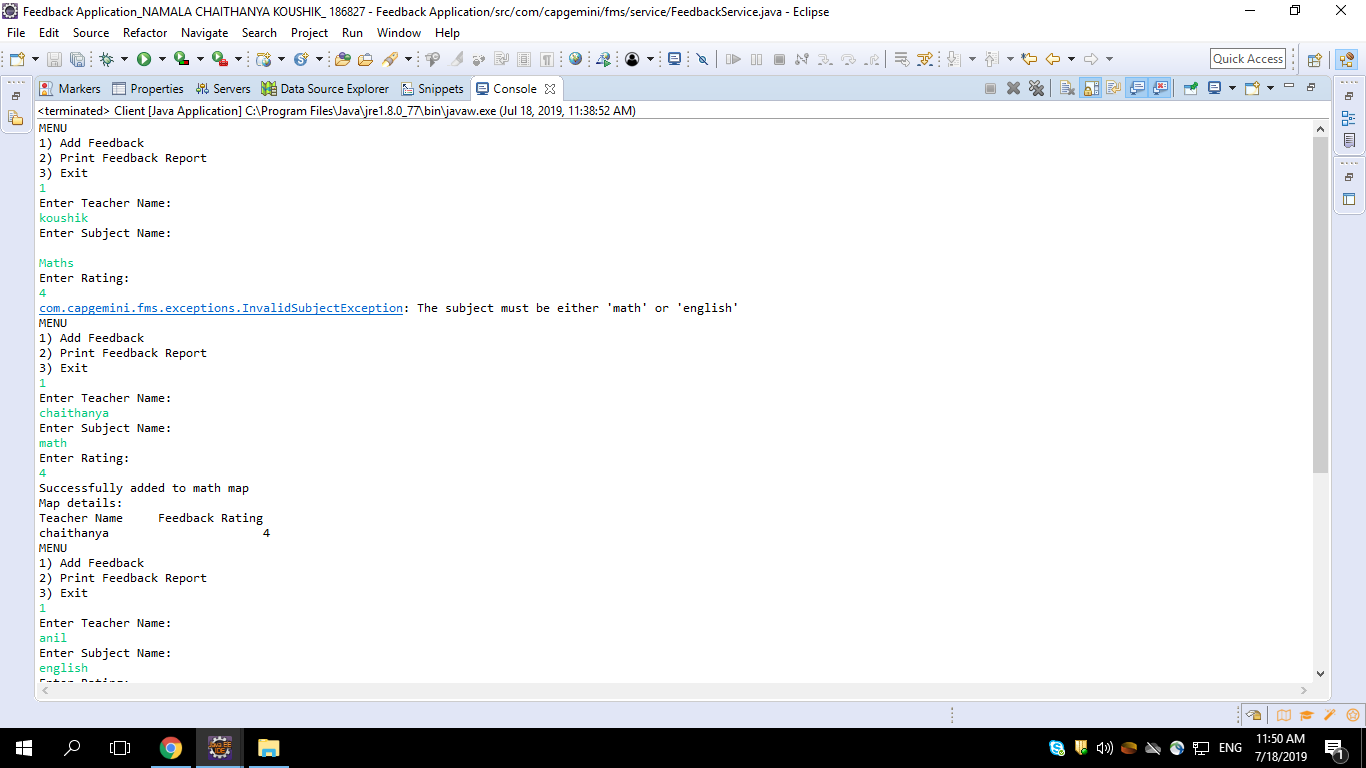 Feedback Application_NAMALA CHAITHANYA KOUSHIK_ 186827 - Feedback Application/src/com/capgemini/fms/service/FeedbackService.java - Eclipse
File Edit Source Refactor Navigate Search Project Run Window Help
Quick Access
Markers Properties Servers Data Source Explorer Snippets Console
<terminated> Client [Java Application] C:\Program Files\Java\jre1.8.0_77\bin\javaw.exe (Jul 18, 2019, 11:38:52 AM)
MENU
1) Add Feedback
2) Print Feedback Report
3) Exit
1
Enter Teacher Name:
koushik
Enter Subject Name:
Maths
Enter Rating:
4
com.capgemini.fms.exceptions.InvalidSubjectException: The subject must be either 'math' or 'english'
MENU
1) Add Feedback
2) Print Feedback Report
3) Exit
1
Enter Teacher Name:
chaithanya
Enter Subject Name:
math
Enter Rating:
4
Successfully added to math map
Map details:
Teacher Name Feedback Rating
chaithanya 4
MENU
1) Add Feedback
2) Print Feedback Report
3) Exit
1
Enter Teacher Name:
anil
Enter Subject Name:
english
Enter Rating:
ENG
11:50 AM
7/18/2019
1